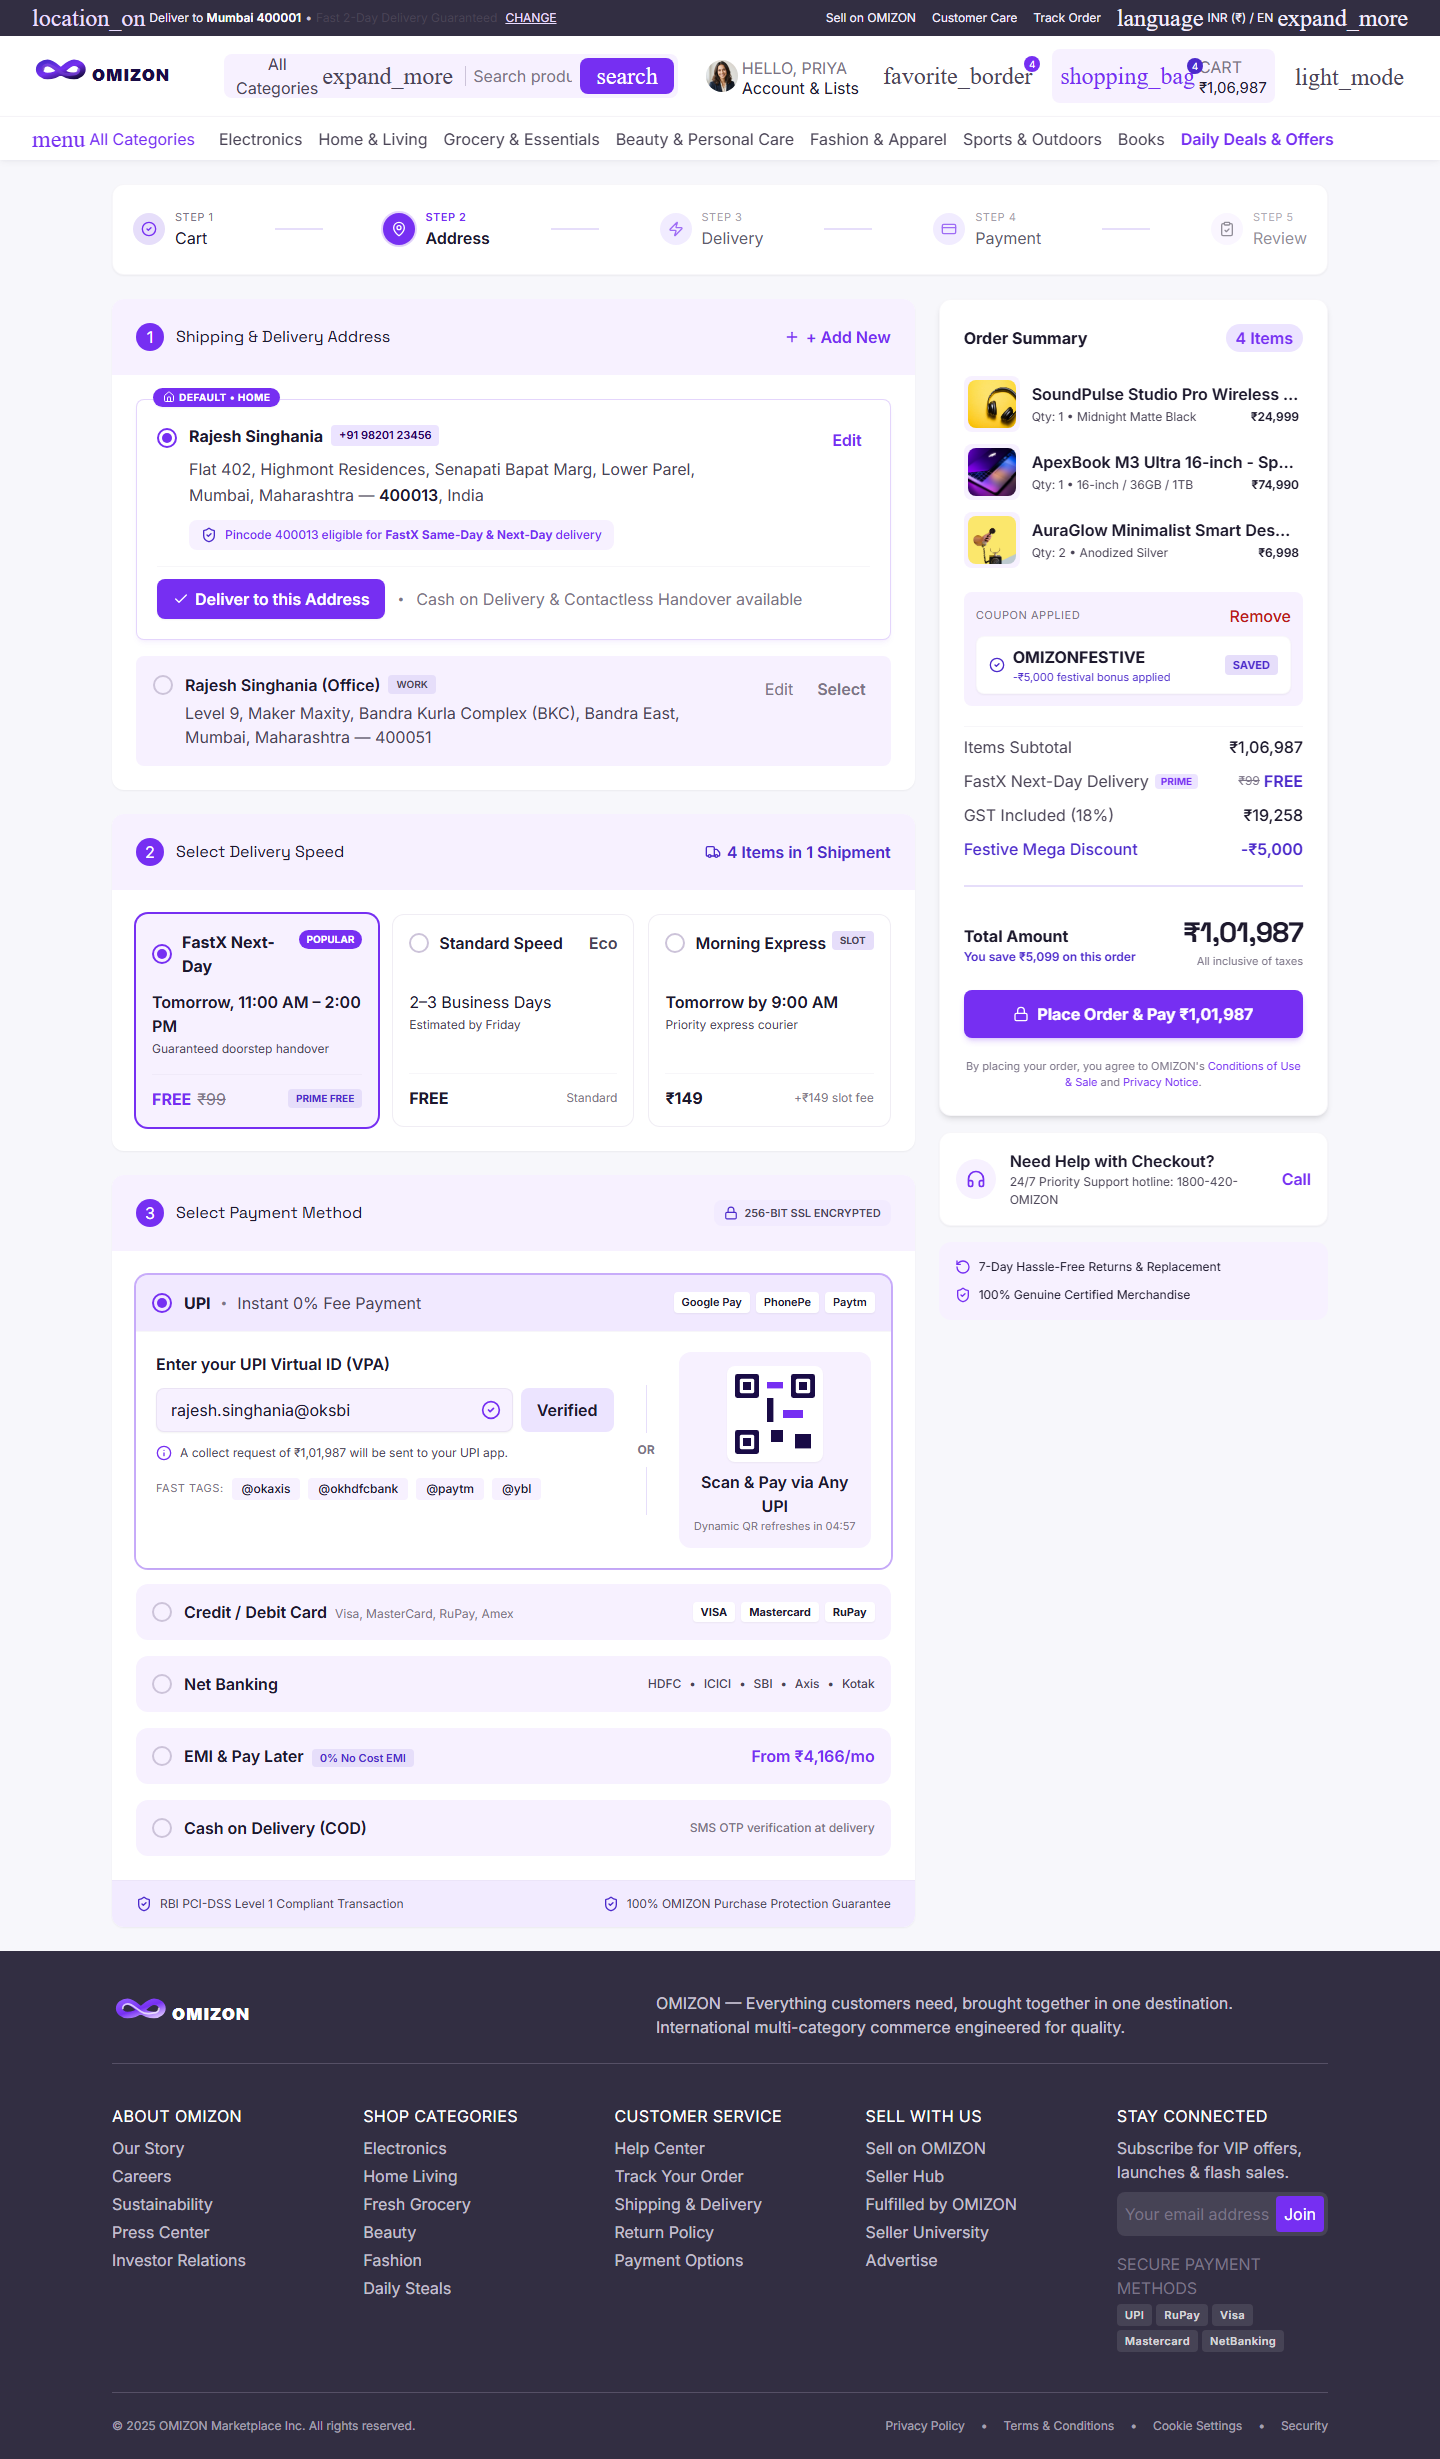 location_on Deliver to Mumbai 400001 • Fast 2-Day Delivery Guaranteed CHANGE
Sell on OMIZON Customer Care Track Order language INR (₹) / EN expand_more
OMIZON
All Categories expand_more Search produ search
HELLO, PRIYA
Account & Lists
favorite_border 4
shopping_bag 4
CART
₹1,06,987
light_mode
menu All Categories Electronics Home & Living Grocery & Essentials Beauty & Personal Care Fashion & Apparel Sports & Outdoors Books Daily Deals & Offers
STEP 1
Cart
STEP 2
Address
STEP 3
Delivery
STEP 4
Payment
STEP 5
Review
1 Shipping & Delivery Address + + Add New
DEFAULT • HOME
Rajesh Singhania +91 98201 23456 Edit
Flat 402, Highmont Residences, Senapati Bapat Marg, Lower Parel,
Mumbai, Maharashtra — 400013, India
Pincode 400013 eligible for FastX Same-Day & Next-Day delivery
Deliver to this Address • Cash on Delivery & Contactless Handover available
Rajesh Singhania (Office) WORK Edit Select
Level 9, Maker Maxity, Bandra Kurla Complex (BKC), Bandra East,
Mumbai, Maharashtra — 400051
2 Select Delivery Speed 4 Items in 1 Shipment
FastX Next-Day POPULAR
Tomorrow, 11:00 AM – 2:00 PM
Guaranteed doorstep handover
FREE ₹99 PRIME FREE
Standard Speed Eco
2–3 Business Days
Estimated by Friday
FREE Standard
Morning Express SLOT
Tomorrow by 9:00 AM
Priority express courier
₹149 +₹149 slot fee
3 Select Payment Method 256-BIT SSL ENCRYPTED
UPI • Instant 0% Fee Payment Google Pay PhonePe Paytm
Enter your UPI Virtual ID (VPA)
rajesh.singhania@oksbi Verified
A collect request of ₹1,01,987 will be sent to your UPI app.
FAST TAGS: @okaxis @okhdfcbank @paytm @ybl
OR
Scan & Pay via Any
UPI
Dynamic QR refreshes in 04:57
Credit / Debit Card Visa, MasterCard, RuPay, Amex VISA Mastercard RuPay
Net Banking HDFC • ICICI • SBI • Axis • Kotak
EMI & Pay Later 0% No Cost EMI From ₹4,166/mo
Cash on Delivery (COD) SMS OTP verification at delivery
RBI PCI-DSS Level 1 Compliant Transaction 100% OMIZON Purchase Protection Guarantee
Order Summary 4 Items
SoundPulse Studio Pro Wireless ...
Qty: 1 • Midnight Matte Black ₹24,999
ApexBook M3 Ultra 16-inch - Sp...
Qty: 1 • 16-inch / 36GB / 1TB ₹74,990
AuraGlow Minimalist Smart Des...
Qty: 2 • Anodized Silver ₹6,998
COUPON APPLIED Remove
OMIZONFESTIVE
-₹5,000 festival bonus applied
SAVED
Items Subtotal ₹1,06,987
FastX Next-Day Delivery PRIME ₹99 FREE
GST Included (18%) ₹19,258
Festive Mega Discount -₹5,000
Total Amount ₹1,01,987
You save ₹5,099 on this order All inclusive of taxes
Place Order & Pay ₹1,01,987
By placing your order, you agree to OMIZON's Conditions of Use
& Sale and Privacy Notice.
Need Help with Checkout?
24/7 Priority Support hotline: 1800-420-
OMIZON
Call
7-Day Hassle-Free Returns & Replacement
100% Genuine Certified Merchandise
OMIZON
OMIZON — Everything customers need, brought together in one destination.
International multi-category commerce engineered for quality.
ABOUT OMIZON
Our Story
Careers
Sustainability
Press Center
Investor Relations
SHOP CATEGORIES
Electronics
Home Living
Fresh Grocery
Beauty
Fashion
Daily Steals
CUSTOMER SERVICE
Help Center
Track Your Order
Shipping & Delivery
Return Policy
Payment Options
SELL WITH US
Sell on OMIZON
Seller Hub
Fulfilled by OMIZON
Seller University
Advertise
STAY CONNECTED
Subscribe for VIP offers,
launches & flash sales.
Your email address Join
SECURE PAYMENT
METHODS
UPI RuPay Visa
Mastercard NetBanking
© 2025 OMIZON Marketplace Inc. All rights reserved.
Privacy Policy • Terms & Conditions • Cookie Settings • Security